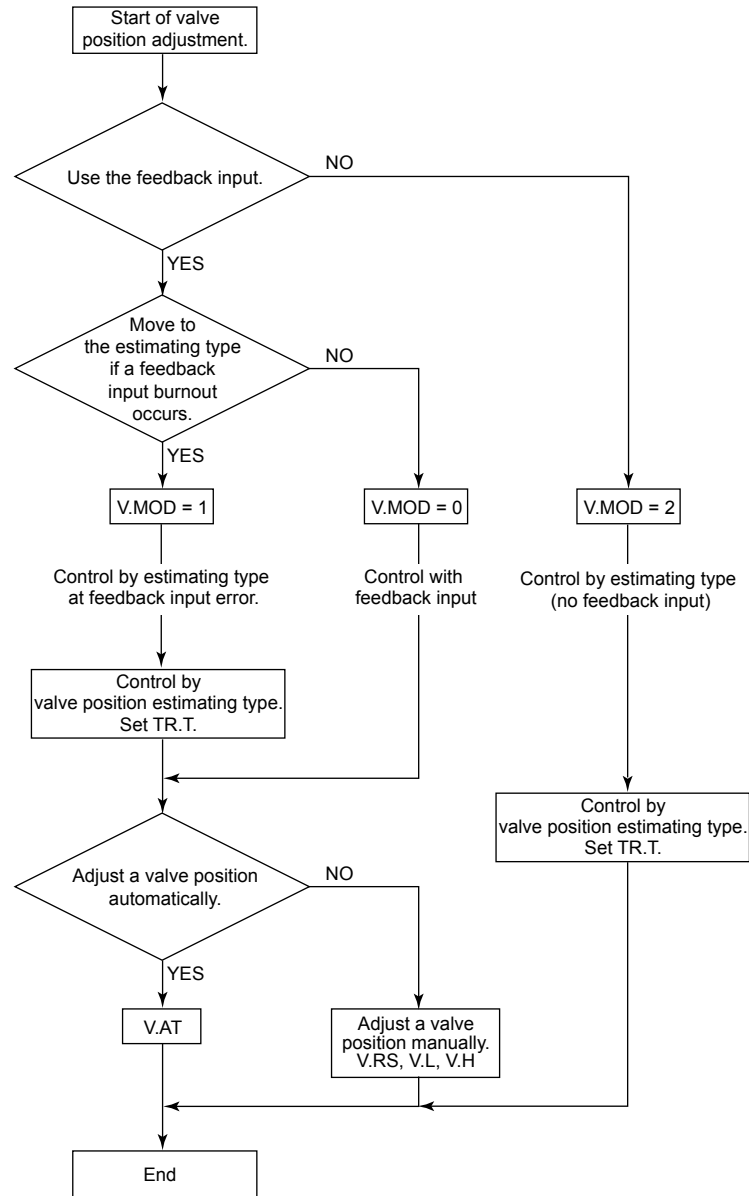 Start of valve
position adjustment.
Use the feedback input.
NO
YES
Move to
the estimating type
if a feedback
input burnout
occurs.
NO
YES
V.MOD = 1
V.MOD = 0
V.MOD = 2
Control by estimating type
at feedback input error.
Control with
feedback input
Control by estimating type
(no feedback input)
Control by
valve position estimating type.
Set TR.T.
Control by
valve position estimating type.
Set TR.T.
Adjust a valve position
automatically.
NO
YES
V.AT
Adjust a valve
position manually.
V.RS, V.L, V.H
End